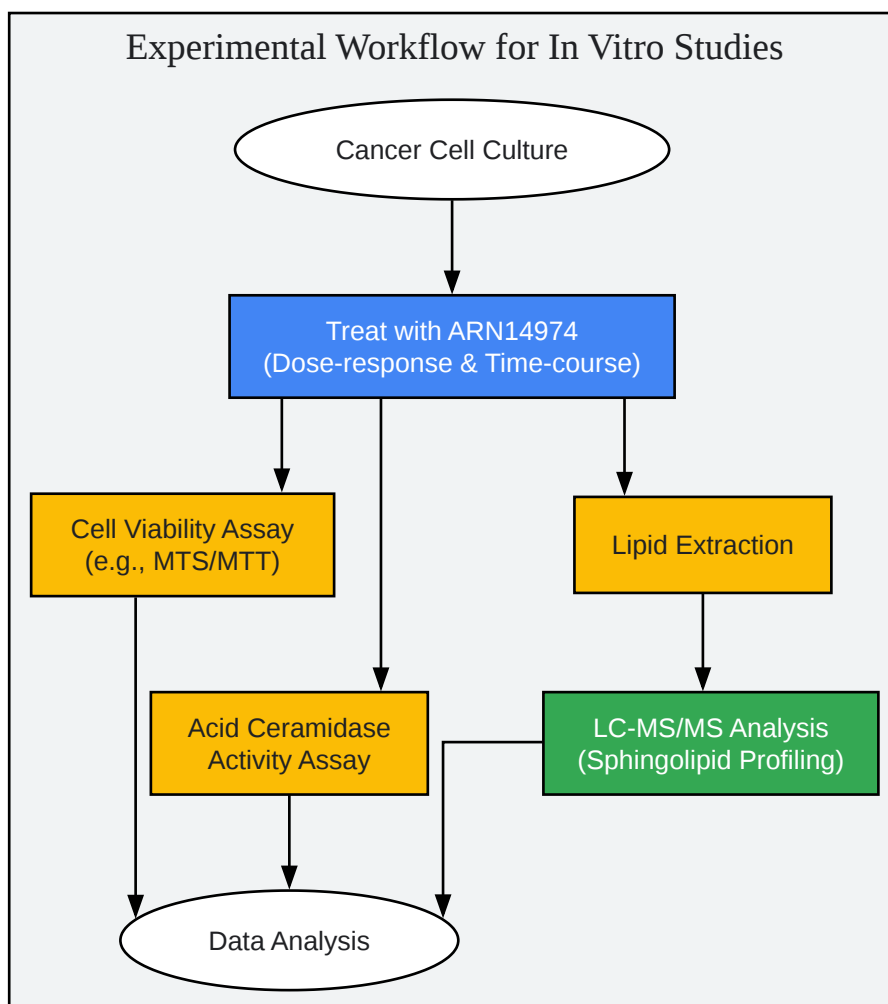 Experimental Workflow for In Vitro Studies
Cancer Cell Culture
Treat with ARN14974
(Dose-response & Time-course)
Cell Viability Assay
(e.g., MTS/MTT)
Lipid Extraction
Acid Ceramidase
Activity Assay
LC-MS/MS Analysis
(Sphingolipid Profiling)
Data Analysis